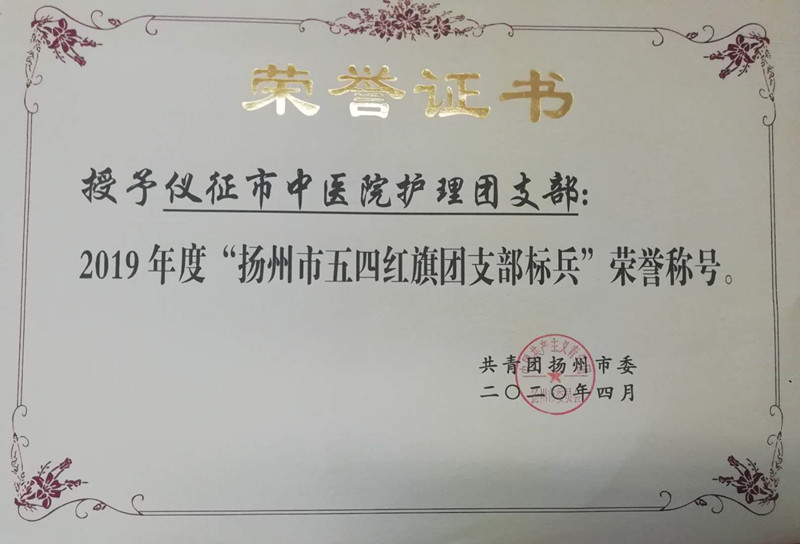 荣誉证书
授予仪征市中医院护理团支部：
2019年度“扬州市五四红旗团支部标兵”荣誉称号。
共青团扬州市委
二〇二〇年四月